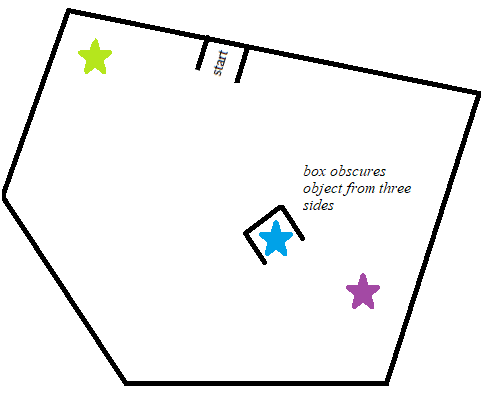 start
box obscures
object from three
sides